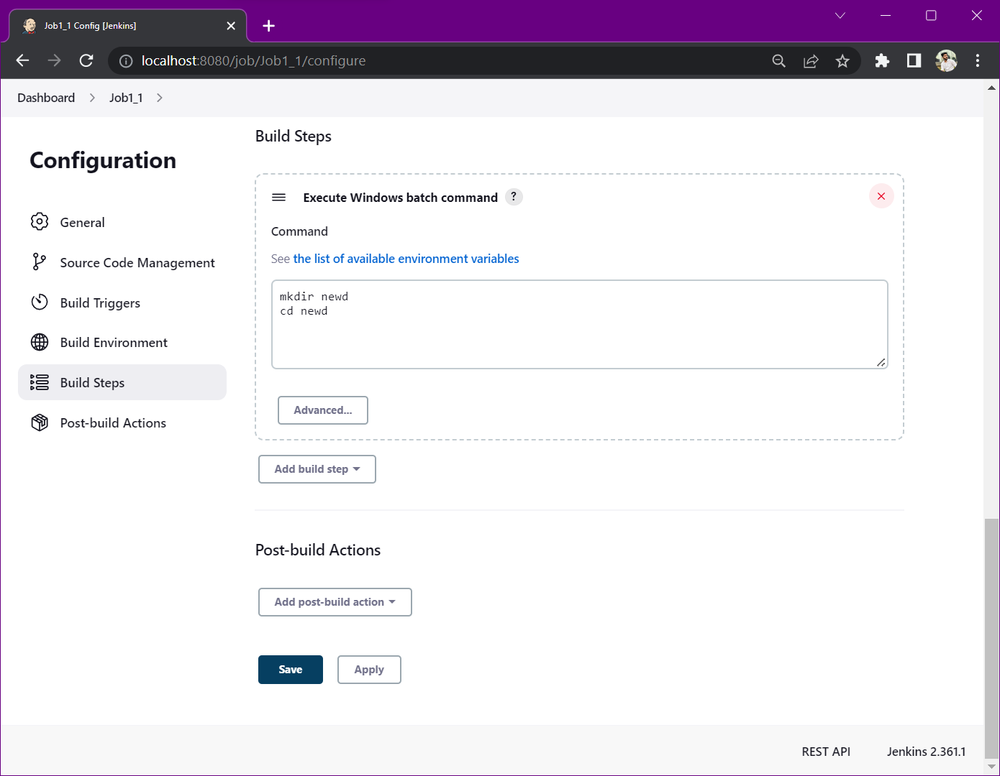 Job1_1 Config [Jenkins]
localhost:8080/job/Job1_1/configure
Dashboard Job1_1
Configuration
General
Source Code Management
Build Triggers
Build Environment
Build Steps
Post-build Actions
Build Steps
Execute Windows batch command ?
Command
See the list of available environment variables
mkdir newd
cd newd
Advanced...
Add build step
Post-build Actions
Add post-build action
Save Apply
REST API Jenkins 2.361.1